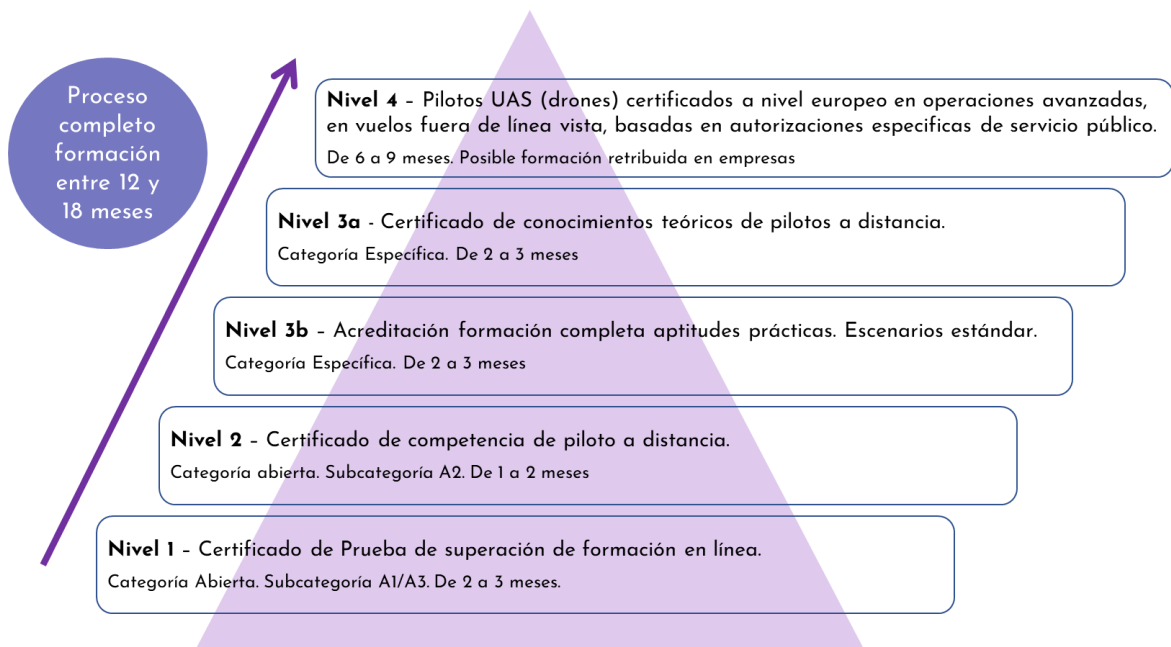 Proceso
completo
formación
entre 12 y
18 meses
Nivel 4 – Pilotos UAS (drones) certificados a nivel europeo en operaciones avanzadas,
en vuelos fuera de línea vista, basadas en autorizaciones especificas de servicio público.
De 6 a 9 meses. Posible formación retribuida en empresas
Nivel 3a - Certificado de conocimientos teóricos de pilotos a distancia.
Categoría Específica. De 2 a 3 meses
Nivel 3b – Acreditación formación completa aptitudes prácticas. Escenarios estándar.
Categoría Específica. De 2 a 3 meses
Nivel 2 – Certificado de competencia de piloto a distancia.
Categoría abierta. Subcategoría A2. De 1 a 2 meses
Nivel 1 – Certificado de Prueba de superación de formación en línea.
Categoría Abierta. Subcategoría A1/A3. De 2 a 3 meses.